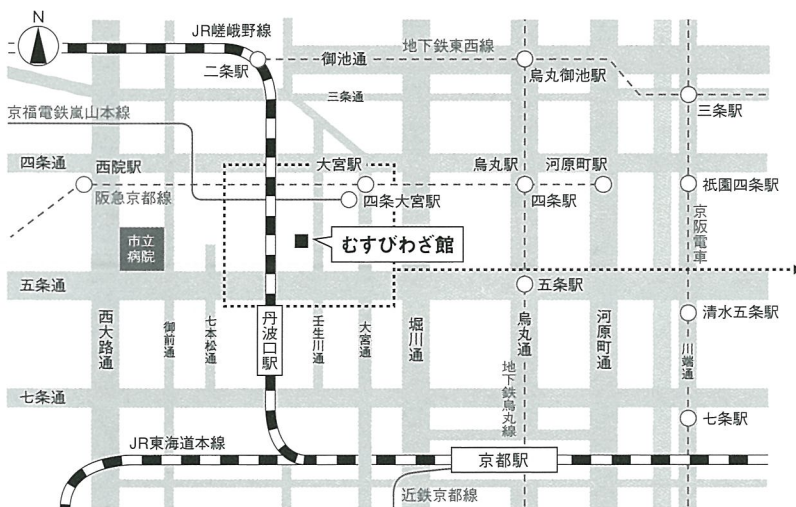 N
JR嵯峨野線
二条駅
御池通
地下鉄東西線
烏丸御池駅
三条通
三条駅
京福電鉄嵐山本線
四条通
西院駅
大宮駅
烏丸駅
河原町駅
阪急京都線
四条大宮駅
四条駅
祇園四条駅
京阪電車
市立
病院
むすびわざ館
五条通
五条駅
清水五条駅
西大路通
御前通
七本松通
丹波口駅
壬生川通
大宮通
堀川通
烏丸通
河原町通
川端通
地下鉄烏丸線
七条通
七条駅
JR東海道本線
京都駅
近鉄京都線